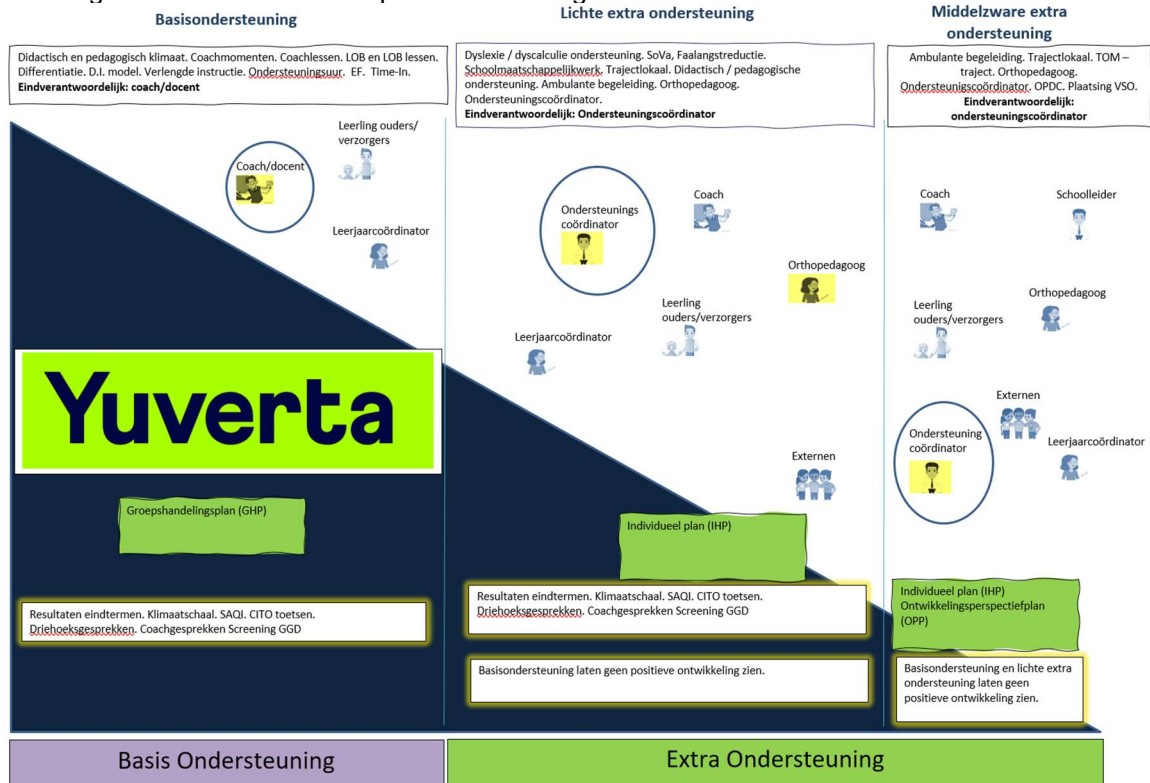 Basisondersteuning
Didactisch en pedagogisch klimaat. Coachmomenten. Coachlessen. LOB en LOB lessen.
Differentiatie. D.I. model. Verlengde instructie. Ondersteuningsuur. EF. Time-In.
Eindverantwoordelijk: coach/docent
Coach/docent
Leerling ouders/
verzorgers
Leerjaarcoördinator
Yuverta
Groepshandelingsplan (GHP)
Resultaten eindtermen. Klimaatschaal. SAQI. CITO toetsen.
Driehoeksgesprekken. Coachgesprekken Screening GGD
Basis Ondersteuning
Lichte extra ondersteuning
Dyslexie / dyscalculie ondersteuning. SoVa, Faalangstreductie.
Schoolmaatschappelijkwerk. Trajectlokaal. Didactisch / pedagogische
ondersteuning. Ambulante begeleiding. Orthopedagoog.
Ondersteuningscoördinator.
Eindverantwoordelijk: Ondersteuningscoördinator
Ondersteunings
coördinator
Coach
Orthopedagoog
Leerling
ouders/verzorgers
Leerjaarcoördinator
Externen
Individueel plan (IHP)
Resultaten eindtermen. Klimaatschaal. SAQI. CITO toetsen.
Driehoeksgesprekken. Coachgesprekken Screening GGD
Basisondersteuning laten geen positieve ontwikkeling zien.
Middelzware extra
ondersteuning
Ambulante begeleiding. Trajectlokaal. TOM –
traject. Orthopedagoog.
Ondersteunigscoördinator. OPDC. Plaatsing VSO.
Eindverantwoordelijk:
ondersteuningscoördinator
Coach
Schoolleider
Leerling
ouders/verzorgers
Orthopedagoog
Externen
Ondersteuning
coördinator
Leerjaarcoördinator
Individueel plan (IHP)
Ontwikkelingsperspectiefplan
(OPP)
Basisondersteuning en lichte extra
ondersteuning laten geen
positieve ontwikkeling zien.
Extra Ondersteuning